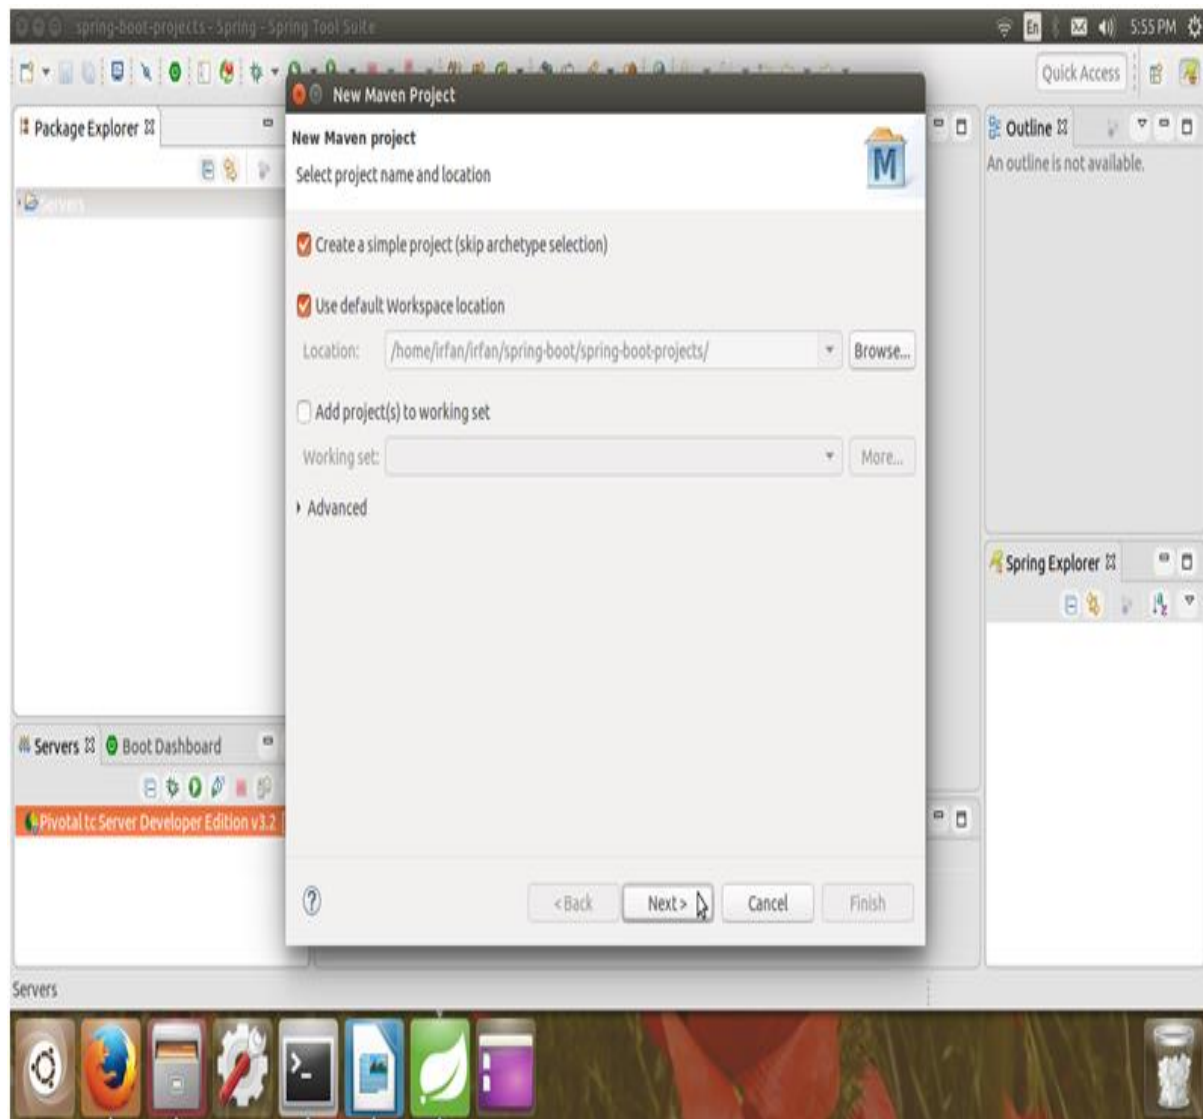 spring-boot-projects - Spring - Spring Tool Suite
En
5:55 PM
Quick Access
New Maven Project
Package Explorer
Servers
New Maven project
Select project name and location
M
Create a simple project (skip archetype selection)
Use default Workspace location
Location: /home/irfan/irfan/spring-boot/spring-boot-projects/ Browse...
Add project(s) to working set
Working set: More...
Advanced
< Back Next > Cancel Finish
Outline
An outline is not available.
Spring Explorer
Servers Boot Dashboard
Pivotal tc Server Developer Edition v3.2
Servers